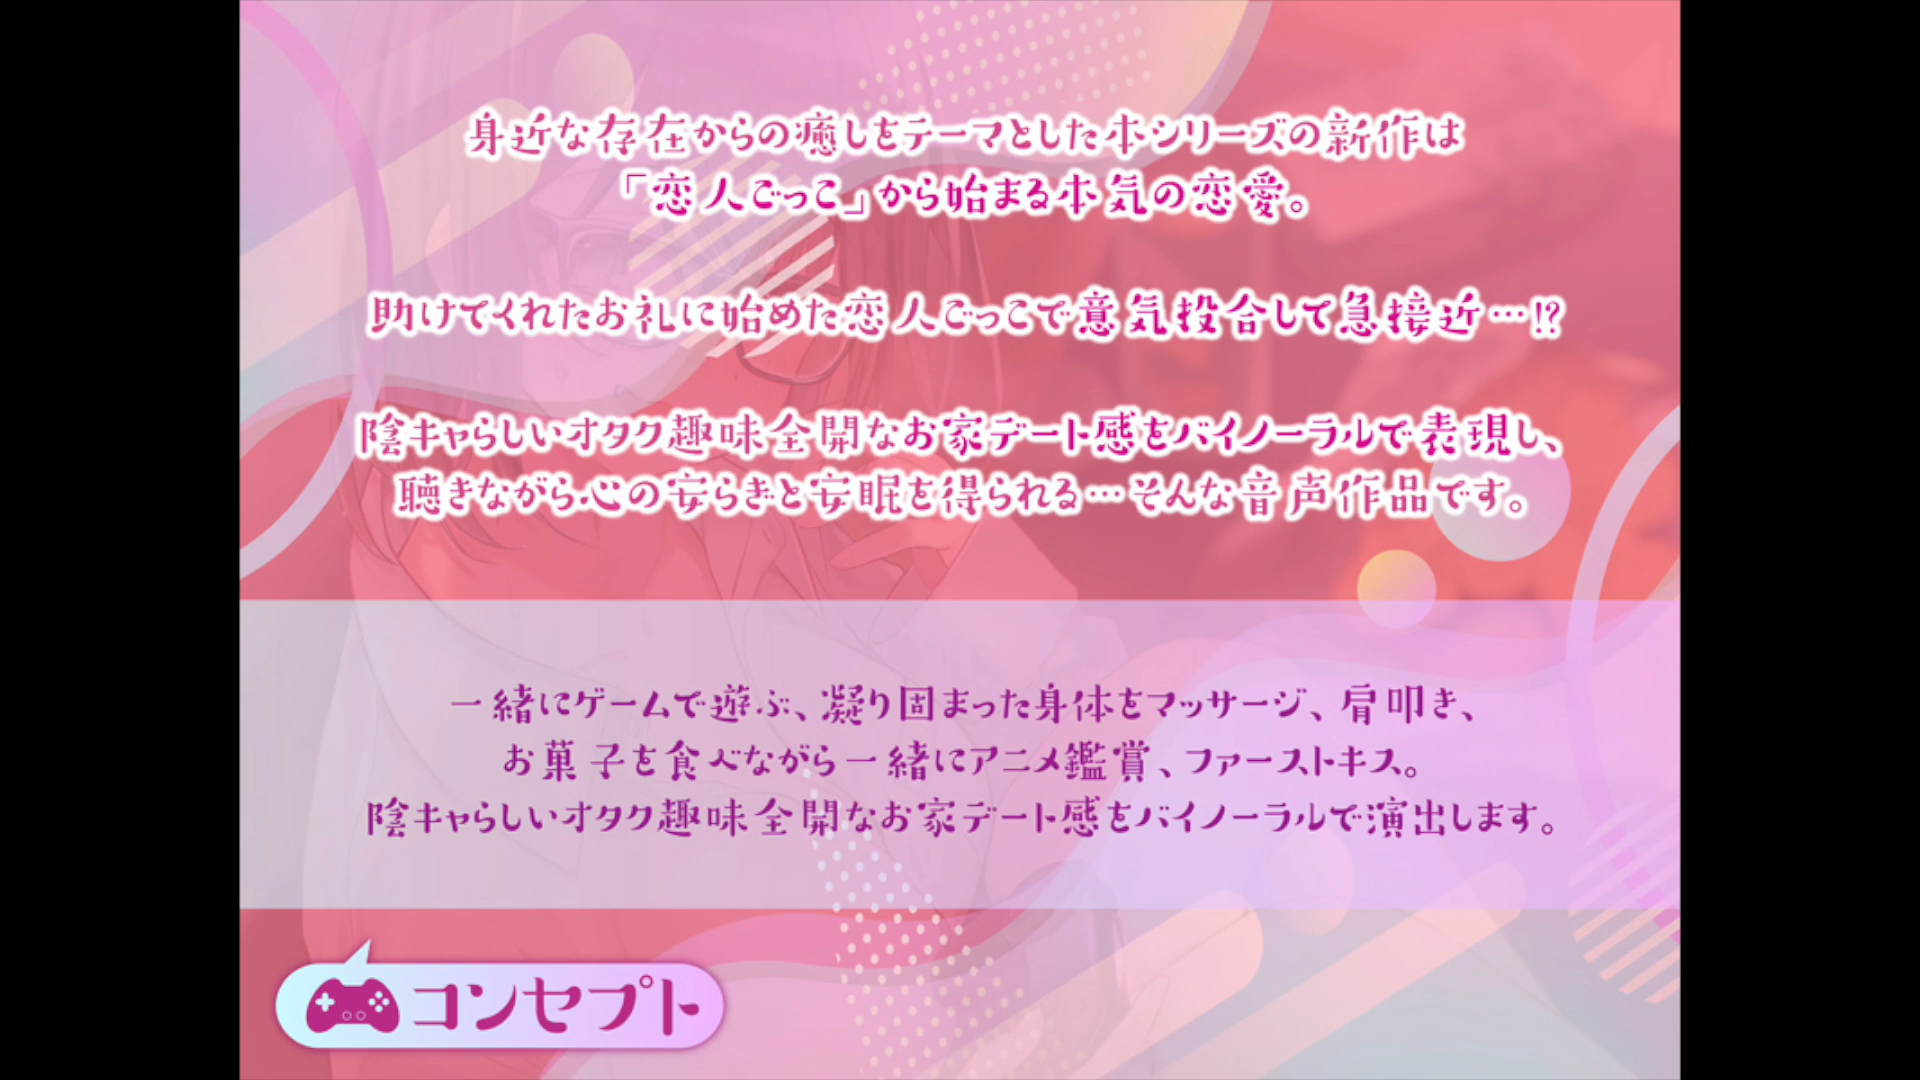 身近な存在からの癒しをテーマとした本シリーズの新作は
「恋人ごっこ」から始まる本気の恋愛。
助けてくれたお礼に始めた恋人ごっこで意気投合して急接近…!?
陰キャらしいオタク趣味全開なお家デート感をバイノーラルで表現し、
聴きながら心の安らぎと安眠を得られる…そんな音声作品です。
一緒にゲームで遊ぶ、凝り固まった身体をマッサージ、肩叩き、
お菓子を食べながら一緒にアニメ鑑賞、ファーストキス。
陰キャらしいオタク趣味全開なお家デート感をバイノーラルで演出します。
コンセプト